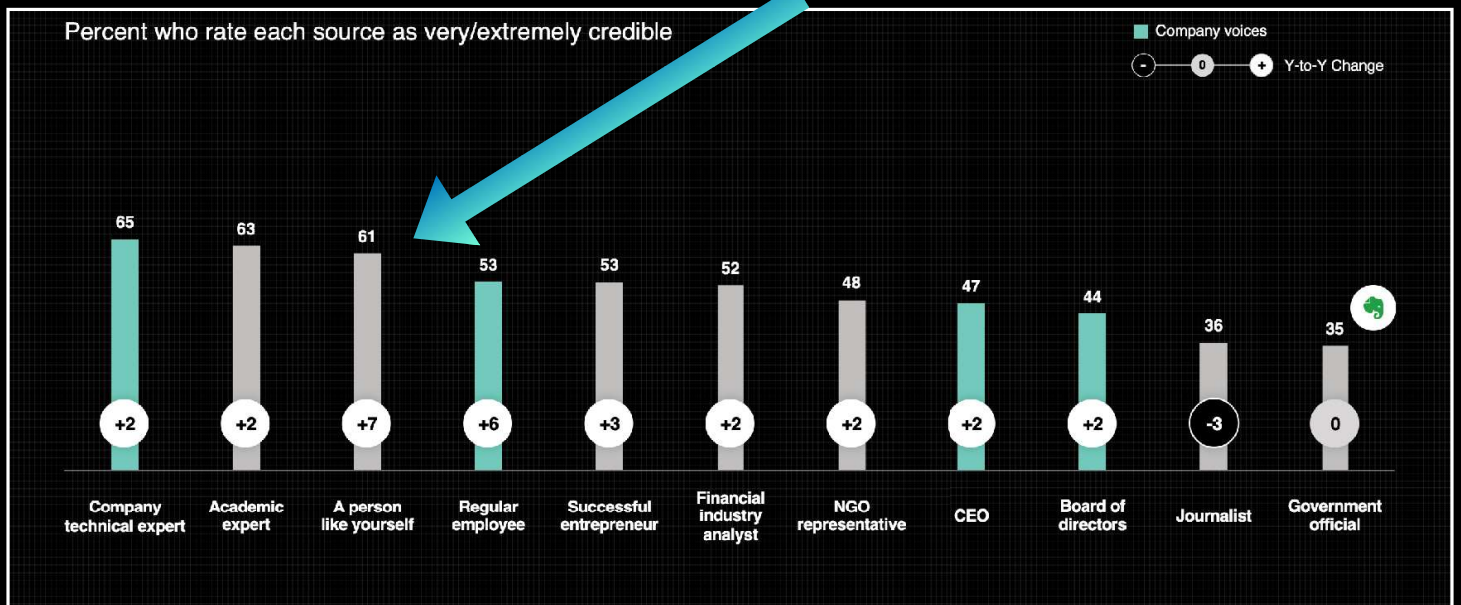 Percent who rate each source as very/extremely credible
Company voices
- 0 + Y-to-Y Change
65
63
61
53
53
52
48
47
44
36
35
+2
+2
+7
+6
+3
+2
+2
+2
+2
-3
0
Company
technical expert
Academic
expert
A person
like yourself
Regular
employee
Successful
entrepreneur
Financial
industry
analyst
NGO
representative
CEO
Board of
directors
Journalist
Government
official